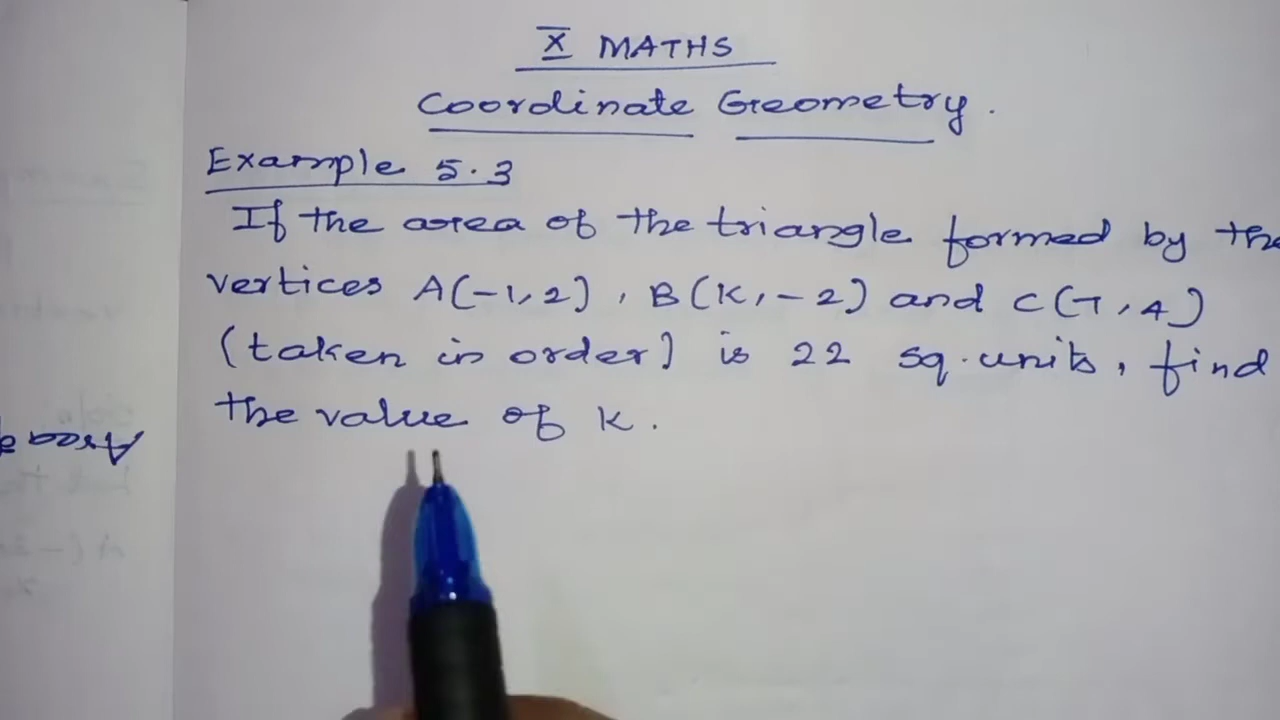 X MATHS
Coordinate Geometry.
Example 5.3
If the area of the triangle formed by the
vertices A(-1,2), B(K,-2) and C(7,4)
(taken in order) is 22 sq.units, find
the value of K.
Area